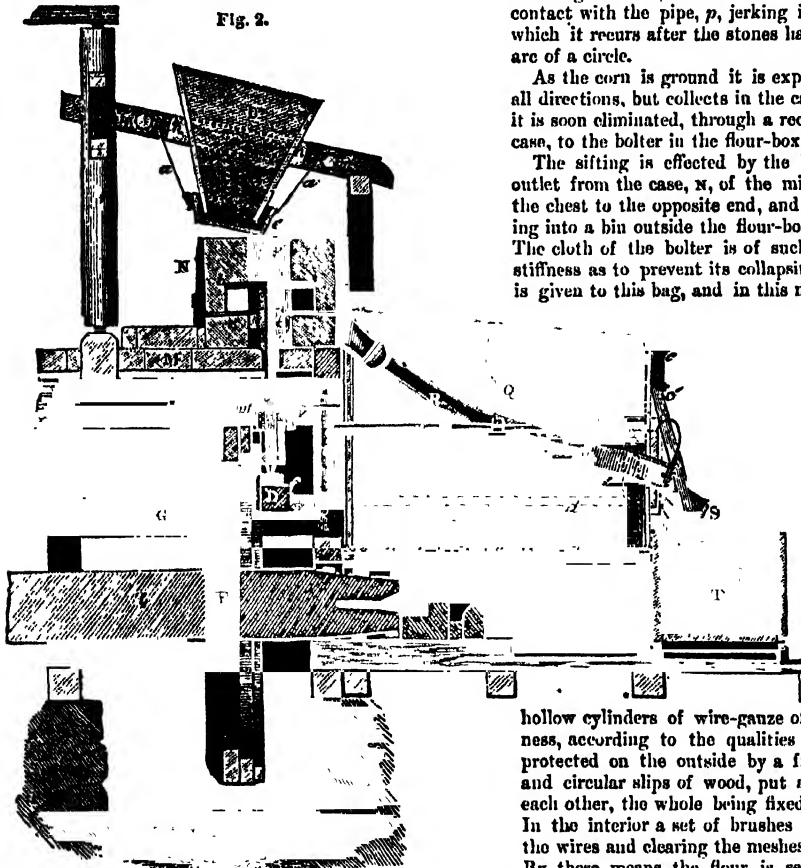 Fig. 2.
contact with the pipe, p, jerking i
which it recurs after the stones ha
arc of a circle.
As the corn is ground it is exp
all directions, but collects in the c
it is soon eliminated, through a rec
case, to the bolter in the flour-box
The sifting is effected by the
outlet from the case, N, of the mi
the chest to the opposite end, and
ing into a bin outside the flour-bo
The cloth of the bolter is of such
stiffness as to prevent its collapsi
is given to this bag, and in this m
a
a
N
M
Q
R
D
d
S
G
F
T
hollow cylinders of wire-gauze o
ness, according to the qualities
protected on the outside by a f
and circular slips of wood, put a
each other, the whole being fixed
In the interior a set of brushes
the wires and clearing the meshes
By these means the flour is se